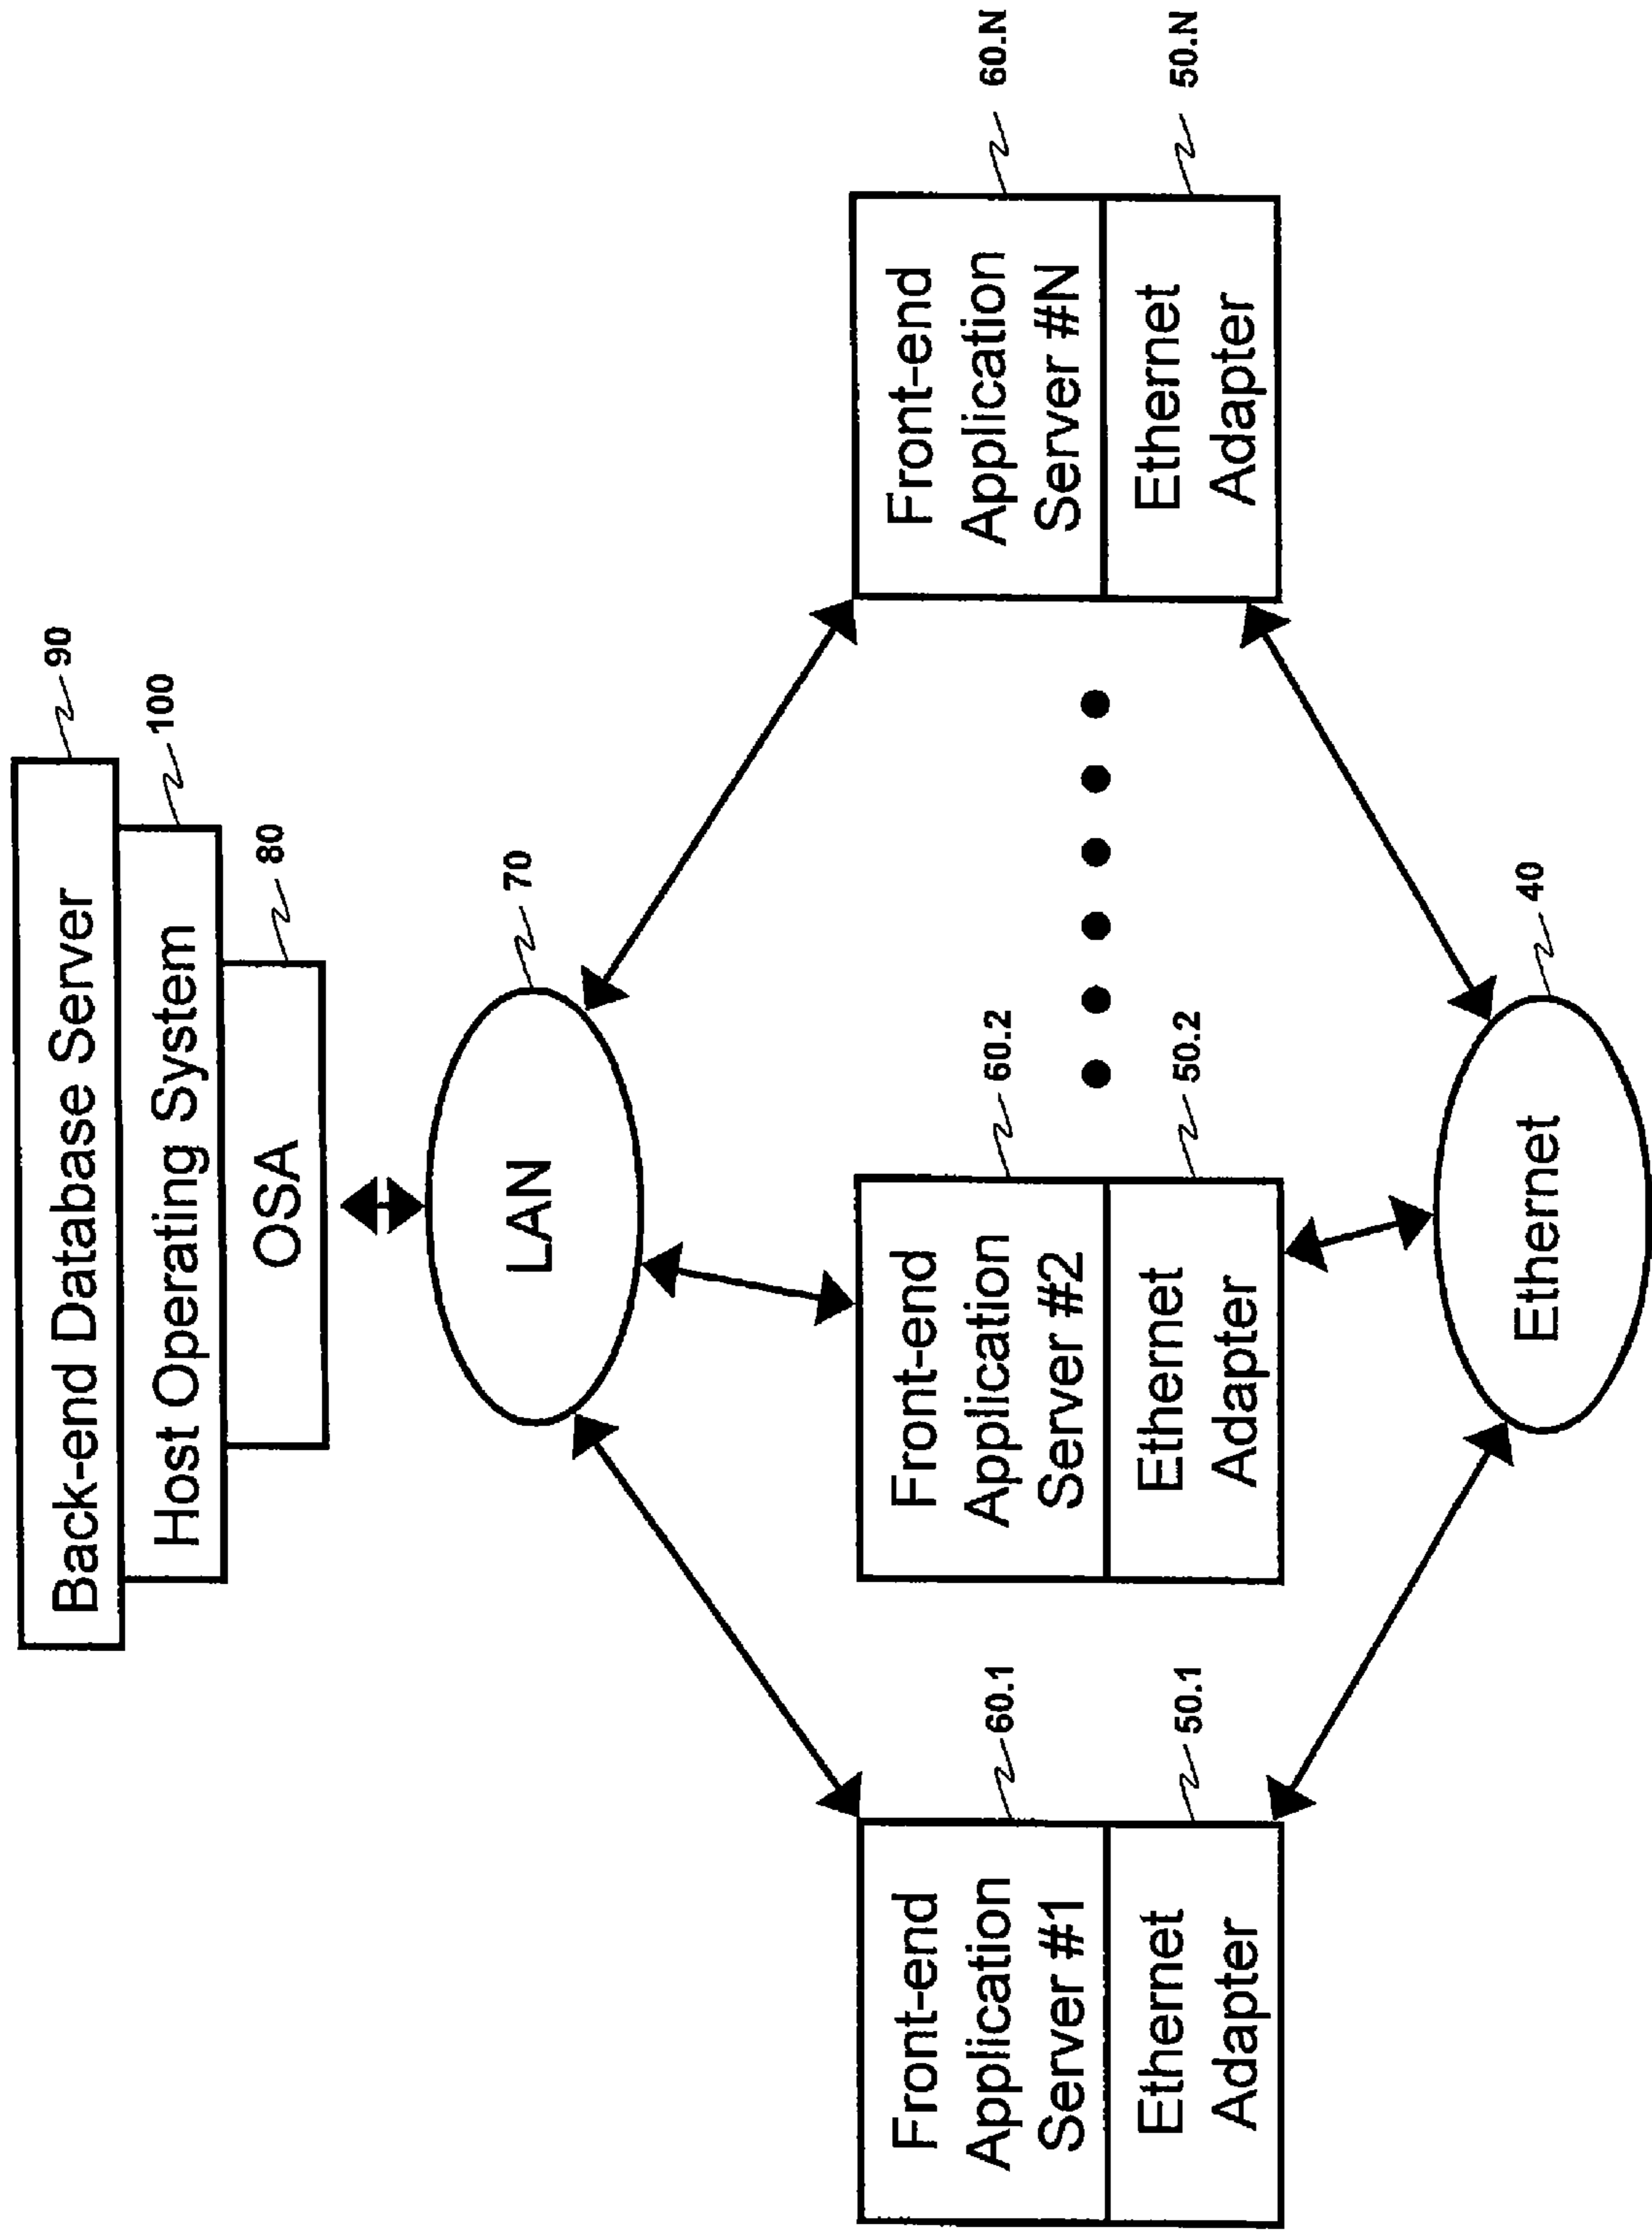 Back-end Database Server
90
Host Operating System
100
OSA
80
LAN
70
Front-end
Application
Server #1
60.1
Ethernet
Adapter
50.1
Front-end
Application
Server #2
60.2
Ethernet
Adapter
50.2
Front-end
Application
Server #N
60.N
Ethernet
Adapter
50.N
Ethernet
40